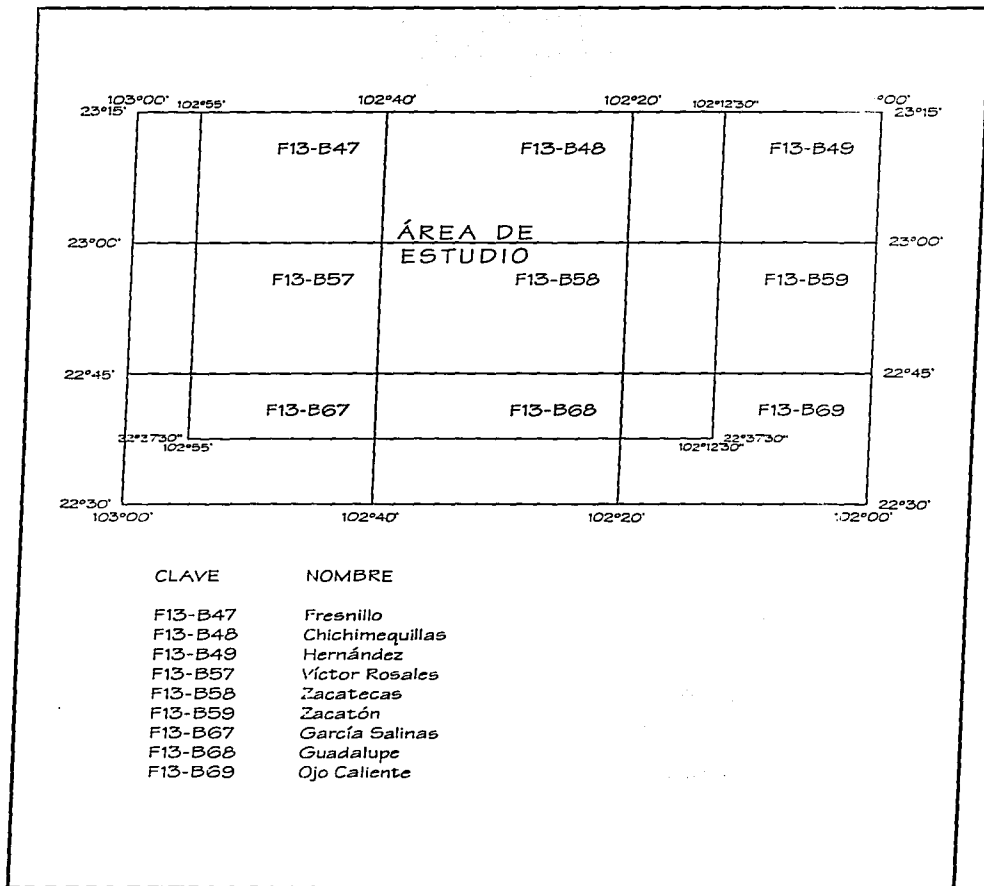 103°00' 102°55' 102°40' 102°20' 102°12'30" °00'
23°15' 23°15'
F13-B47 F13-B48 F13-B49
ÁREA DE
23°00' 23°00'
ESTUDIO
F13-B57 F13-B58 F13-B59
22°45' 22°45'
F13-B67 F13-B68 F13-B69
22°37'30" 22°37'30"
102°55' 102°12'30"
22°30' 22°30'
103°00' 102°40' 102°20' 102°00'
CLAVE NOMBRE
F13-B47 Fresnillo
F13-B48 Chichimequillas
F13-B49 Hernández
F13-B57 Víctor Rosales
F13-B58 Zacatecas
F13-B59 Zacatón
F13-B67 García Salinas
F13-B68 Guadalupe
F13-B69 Ojo Caliente